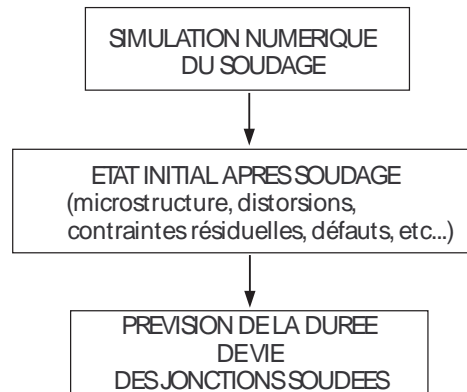 SIMULATION NUMERIQUE
DU SOUDAGE
ETAT INITIAL APRES SOUDAGE
(microstructure, distorsions,
contraintes résiduelles, défauts, etc...)
PREVISION DE LA DUREE
DE VIE
DES JONCTIONS SOUDEES